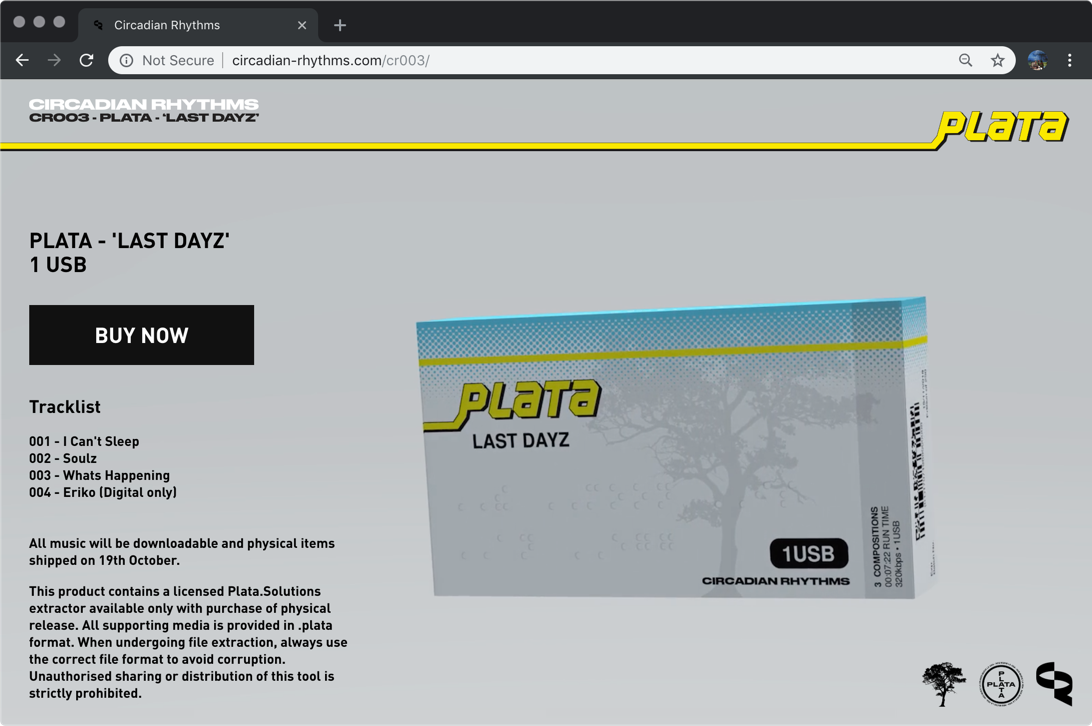 Circadian Rhythms
Not Secure
circadian-rhythms.com/cr003/
CIRCADIAN RHYTHMS
CR003 - PLATA - 'LAST DAYZ'
PLATA
PLATA - 'LAST DAYZ'
1 USB
BUY NOW
Tracklist
001 - I Can't Sleep
002 - Soulz
003 - Whats Happening
004 - Eriko (Digital only)
All music will be downloadable and physical items
shipped on 19th October.
This product contains a licensed Plata.Solutions
extractor available only with purchase of physical
release. All supporting media is provided in .plata
format. When undergoing file extraction, always use
the correct file format to avoid corruption.
Unauthorised sharing or distribution of this tool is
strictly prohibited.
PLATA
LAST DAYZ
1USB
CIRCADIAN RHYTHMS
3 COMPOSITIONS
00:07:22 RUN TIME
320kbps • 1USB
PLATA
PLATA